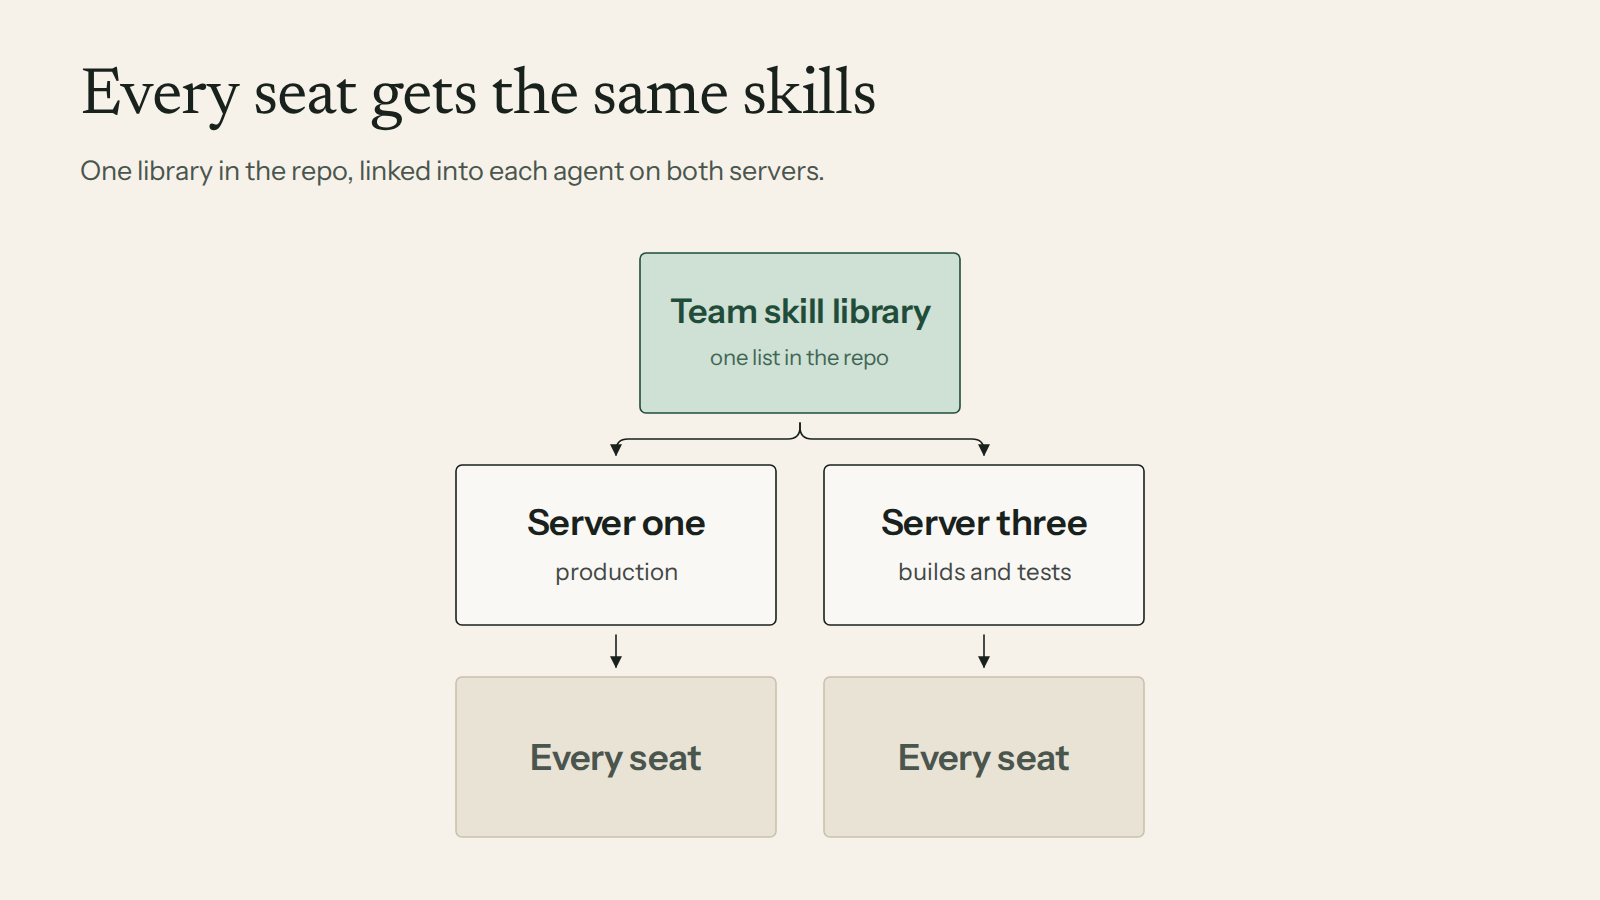 Every seat gets the same skills
One library in the repo, linked into each agent on both servers.
Team skill library
one list in the repo
Server one
production
Server three
builds and tests
Every seat
Every seat